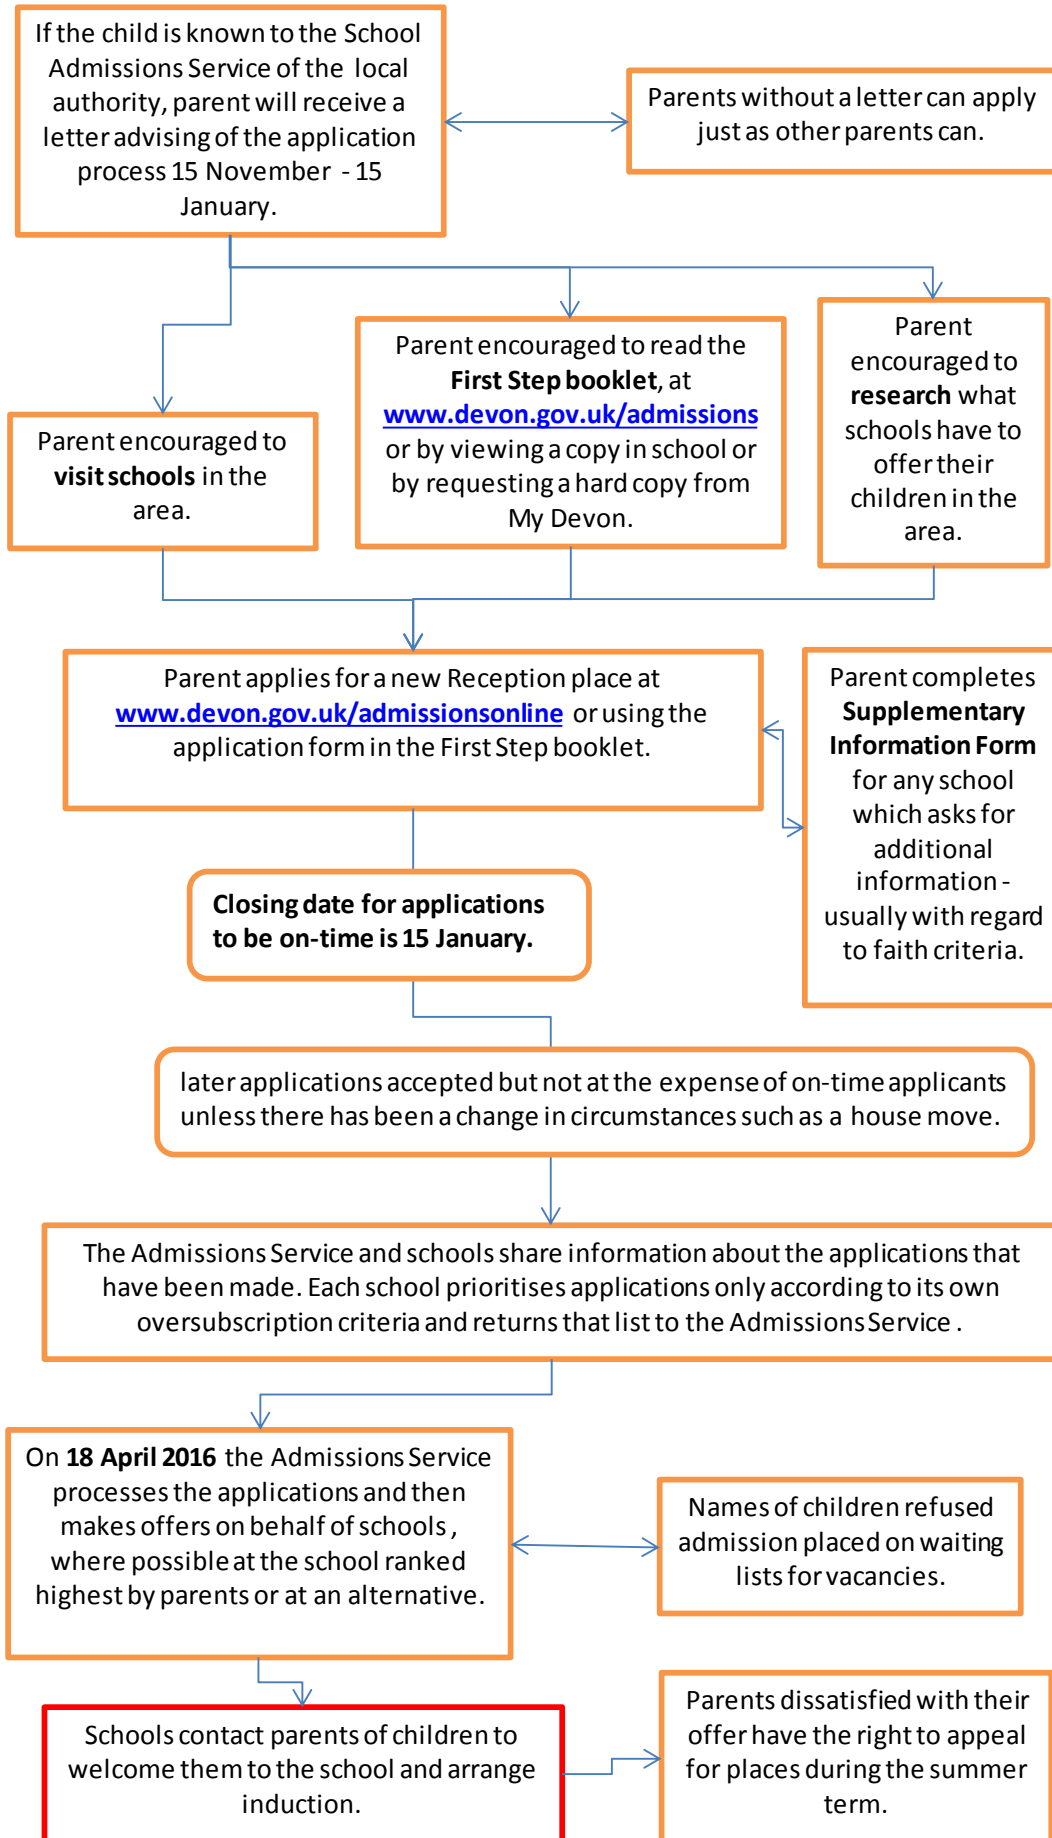 If the child is known to the School
Admissions Service of the local
authority, parent will receive a
letter advising of the application
process 15 November - 15
January.
Parents without a letter can apply
just as other parents can.
Parent encouraged to
visit schools in the
area.
Parent encouraged to read the
First Step booklet, at
www.devon.gov.uk/admissions
or by viewing a copy in school or
by requesting a hard copy from
My Devon.
Parent
encouraged to
research what
schools have to
offer their
children in the
area.
Parent applies for a new Reception place at
www.devon.gov.uk/admissionsonline or using the
application form in the First Step booklet.
Parent completes
Supplementary
Information Form
for any school
which asks for
additional
information -
usually with regard
to faith criteria.
Closing date for applications
to be on-time is 15 January.
later applications accepted but not at the expense of on-time applicants
unless there has been a change in circumstances such as a house move.
The Admissions Service and schools share information about the applications that
have been made. Each school prioritises applications only according to its own
oversubscription criteria and returns that list to the Admissions Service .
On 18 April 2016 the Admissions Service
processes the applications and then
makes offers on behalf of schools ,
where possible at the school ranked
highest by parents or at an alternative.
Names of children refused
admission placed on waiting
lists for vacancies.
Schools contact parents of children to
welcome them to the school and arrange
induction.
Parents dissatisfied with their
offer have the right to appeal
for places during the summer
term.